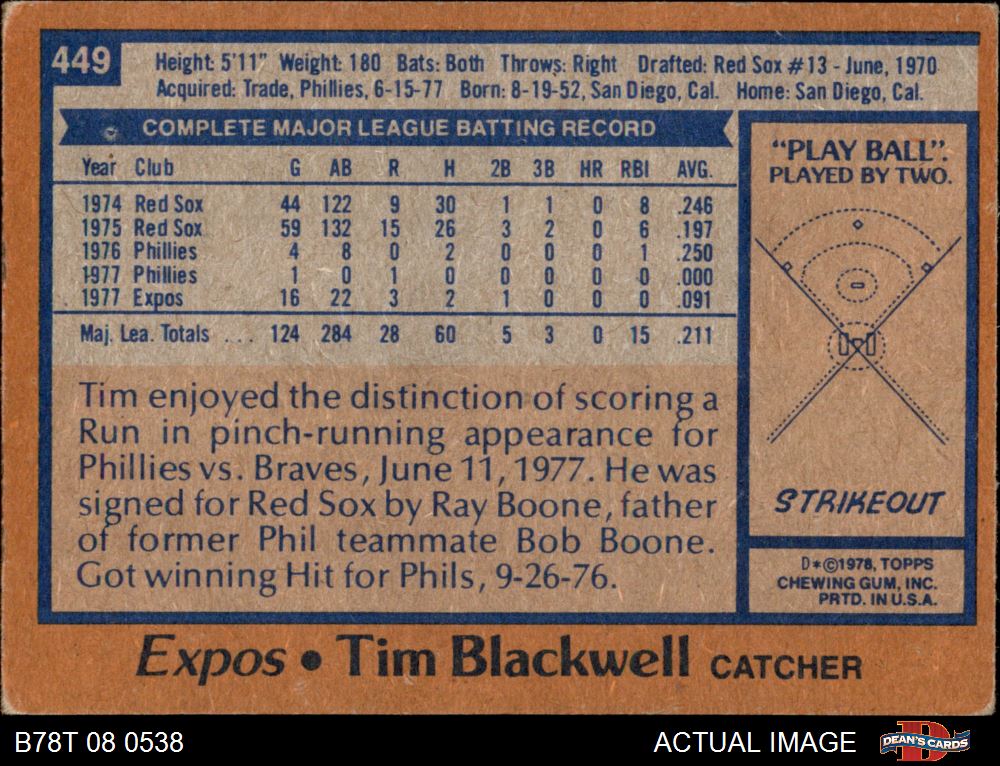 449
Height: 5'11" Weight: 180 Bats: Both Throws: Right Drafted: Red Sox #13 - June, 1970
Acquired: Trade, Phillies, 6-15-77 Born: 8-19-52, San Diego, Cal. Home: San Diego, Cal.
COMPLETE MAJOR LEAGUE BATTING RECORD
Year Club G AB R H 2B 3B HR RBI AVG.
1974 Red Sox 44 122 9 30 1 1 0 8 .246
1975 Red Sox 59 132 15 26 3 2 0 6 .197
1976 Phillies 4 8 0 2 0 0 0 1 .250
1977 Phillies 1 0 1 0 0 0 0 0 .000
1977 Expos 16 22 3 2 1 0 0 0 .091
Maj. Lea. Totals ... 124 284 28 60 5 3 0 15 .211
Tim enjoyed the distinction of scoring a
Run in pinch-running appearance for
Phillies vs. Braves, June 11, 1977. He was
signed for Red Sox by Ray Boone, father
of former Phil teammate Bob Boone.
Got winning Hit for Phils, 9-26-76.
"PLAY BALL".
PLAYED BY TWO.
STRIKEOUT
D*©1978, TOPPS
CHEWING GUM, INC.
PRTD. IN U.S.A.
Expos • Tim Blackwell CATCHER
B78T 08 0538 ACTUAL IMAGE DEAN'S CARDS